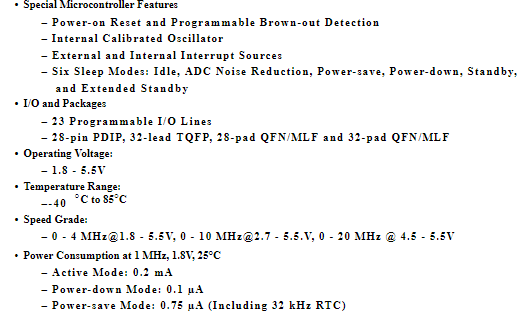 • Special Microcontroller Features
– Power-on Reset and Programmable Brown-out Detection
– Internal Calibrated Oscillator
– External and Internal Interrupt Sources
– Six Sleep Modes: Idle, ADC Noise Reduction, Power-save, Power-down, Standby,
and Extended Standby
• I/O and Packages
– 23 Programmable I/O Lines
– 28-pin PDIP, 32-lead TQFP, 28-pad QFN/MLF and 32-pad QFN/MLF
• Operating Voltage:
– 1.8 - 5.5V
• Temperature Range:
–-40 °C to 85°C
• Speed Grade:
– 0 - 4 MHz@1.8 - 5.5V, 0 - 10 MHz@2.7 - 5.5.V, 0 - 20 MHz @ 4.5 - 5.5V
• Power Consumption at 1 MHz, 1.8V, 25°C
– Active Mode: 0.2 mA
– Power-down Mode: 0.1 µA
– Power-save Mode: 0.75 µA (Including 32 kHz RTC)